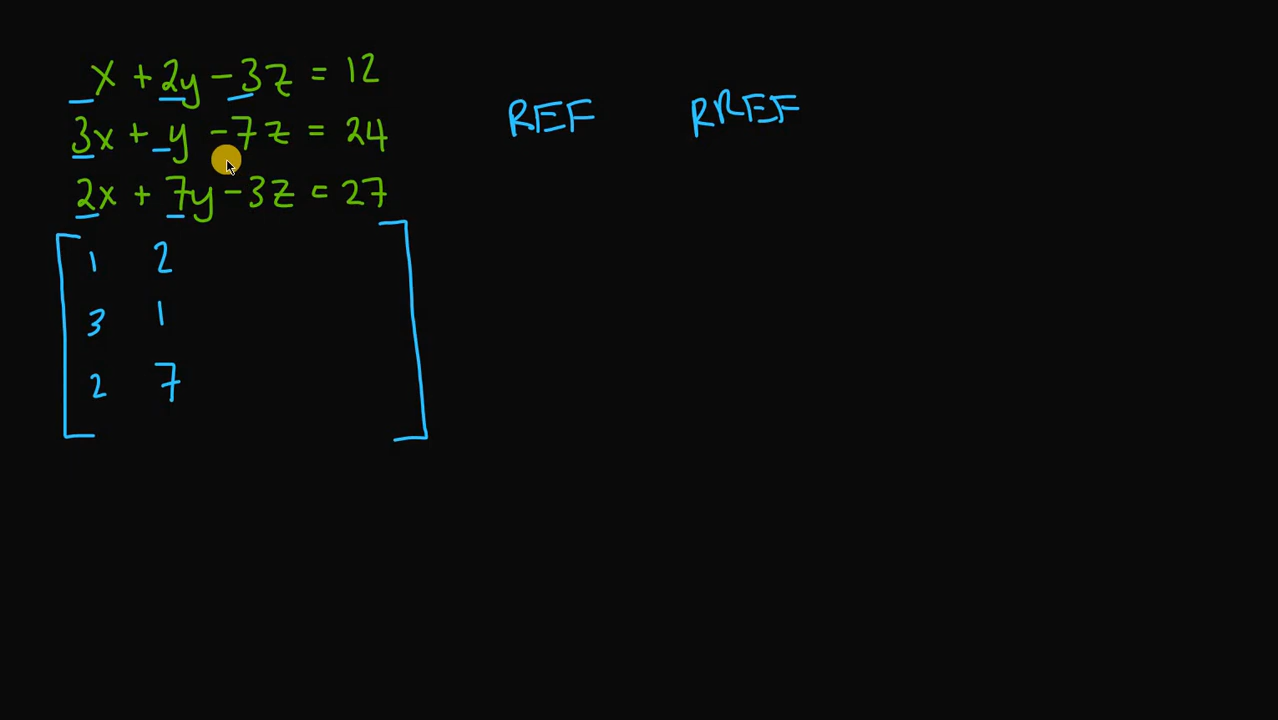 x + 2y - 3z = 12
3x + y - 7z = 24
2x + 7y - 3z = 27
REF RREF
1 2
3 1
2 7